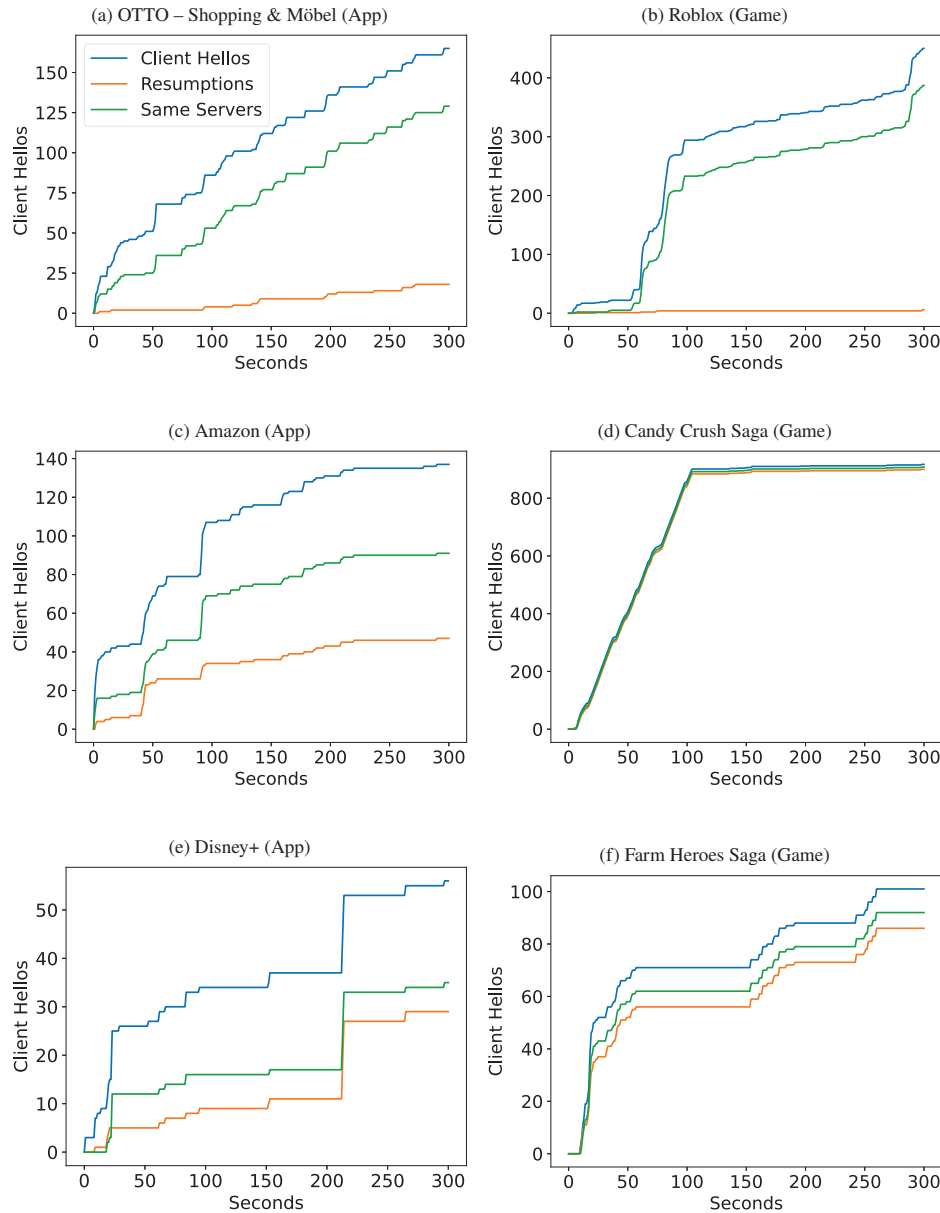 (a) OTTO – Shopping & Möbel (App)
Client Hellos
Resumptions
Same Servers
Client Hellos
150
125
100
75
50
25
0
0 50 100 150 200 250 300
Seconds
(b) Roblox (Game)
Client Hellos
400
300
200
100
0
0 50 100 150 200 250 300
Seconds
(c) Amazon (App)
Client Hellos
140
120
100
80
60
40
20
0
0 50 100 150 200 250 300
Seconds
(d) Candy Crush Saga (Game)
Client Hellos
800
600
400
200
0
0 50 100 150 200 250 300
Seconds
(e) Disney+ (App)
Client Hellos
50
40
30
20
10
0
0 50 100 150 200 250 300
Seconds
(f) Farm Heroes Saga (Game)
Client Hellos
100
80
60
40
20
0
0 50 100 150 200 250 300
Seconds